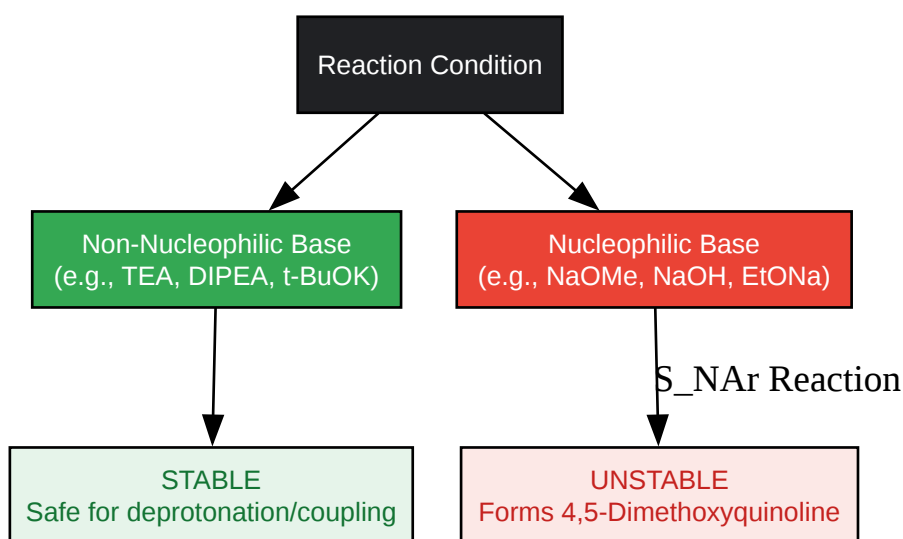 Reaction Condition
Non-Nucleophilic Base
(e.g., TEA, DIPEA, t-BuOK)
Nucleophilic Base
(e.g., NaOMe, NaOH, EtONa)
S_NAr Reaction
STABLE
Safe for deprotonation/coupling
UNSTABLE
Forms 4,5-Dimethoxyquinoline